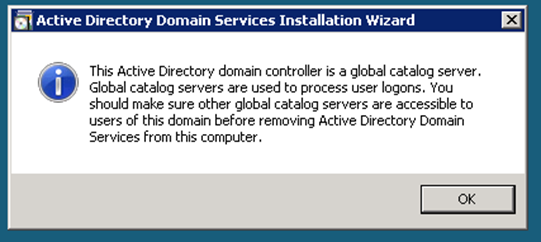 Active Directory Domain Services Installation Wizard
This Active Directory domain controller is a global catalog server.
Global catalog servers are used to process user logons. You
should make sure other global catalog servers are accessible to
users of this domain before removing Active Directory Domain
Services from this computer.
OK